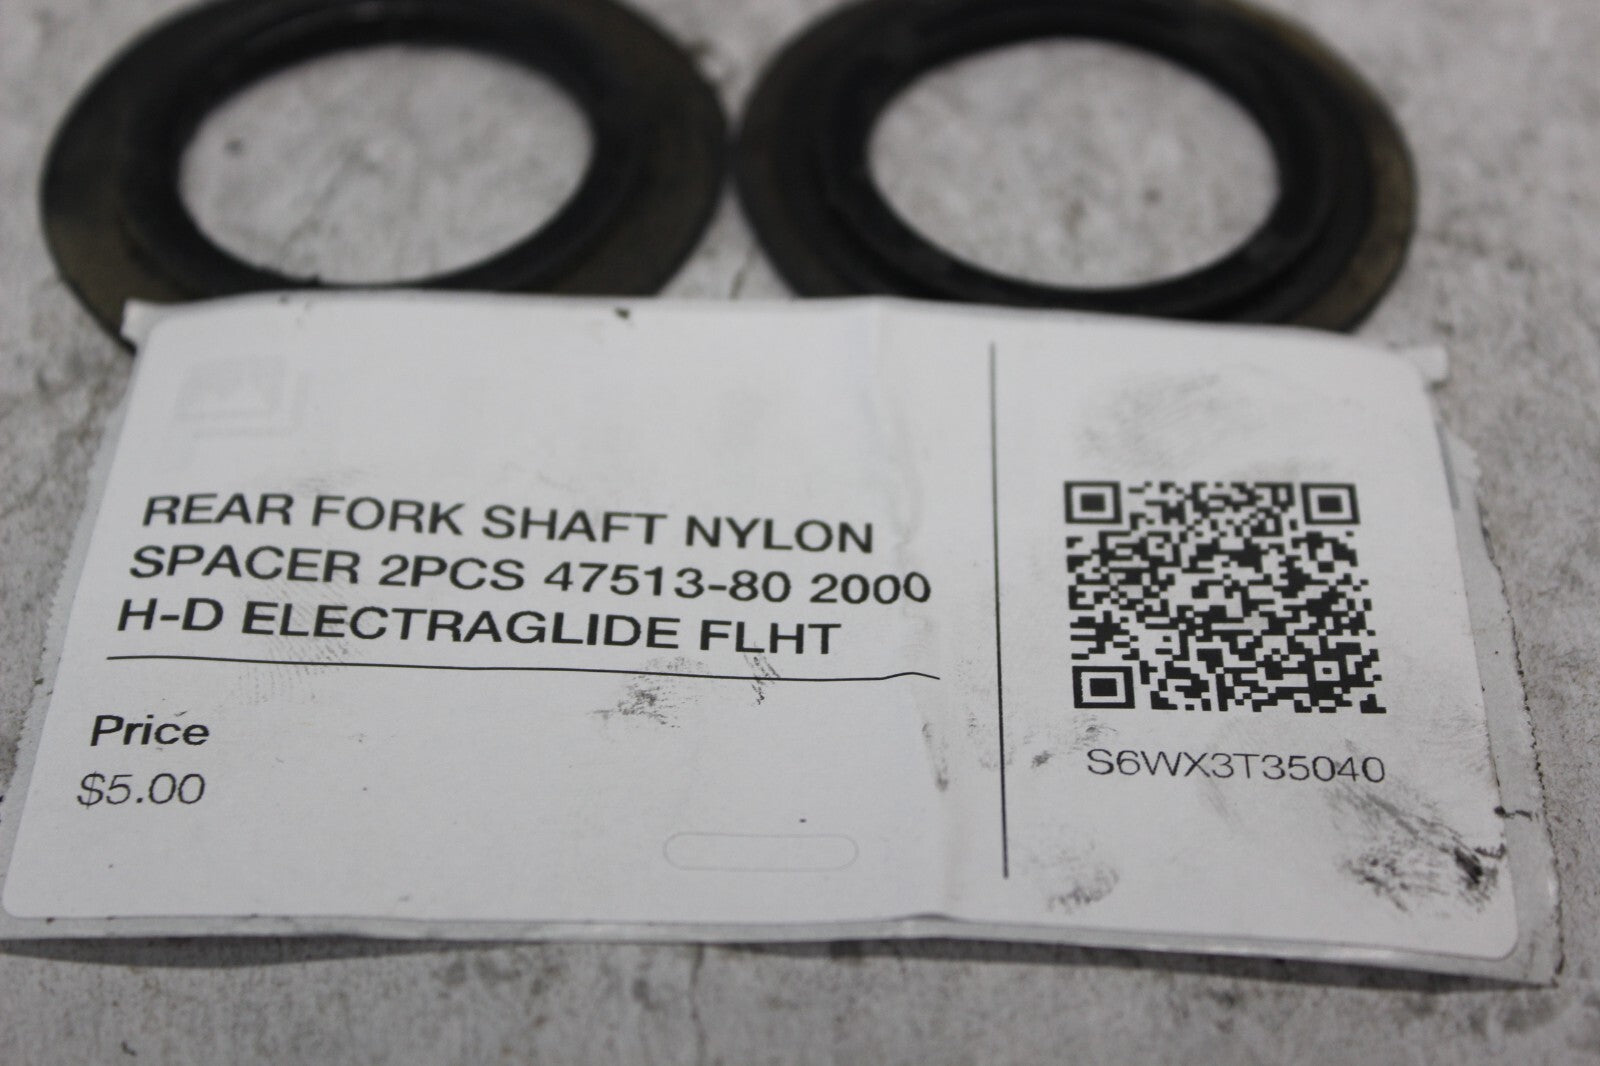 REAR FORK SHAFT NYLON
SPACER 2PCS 47513-80 2000
H-D ELECTRAGLIDE FLHT
Price
$5.00
S6WX3T35040